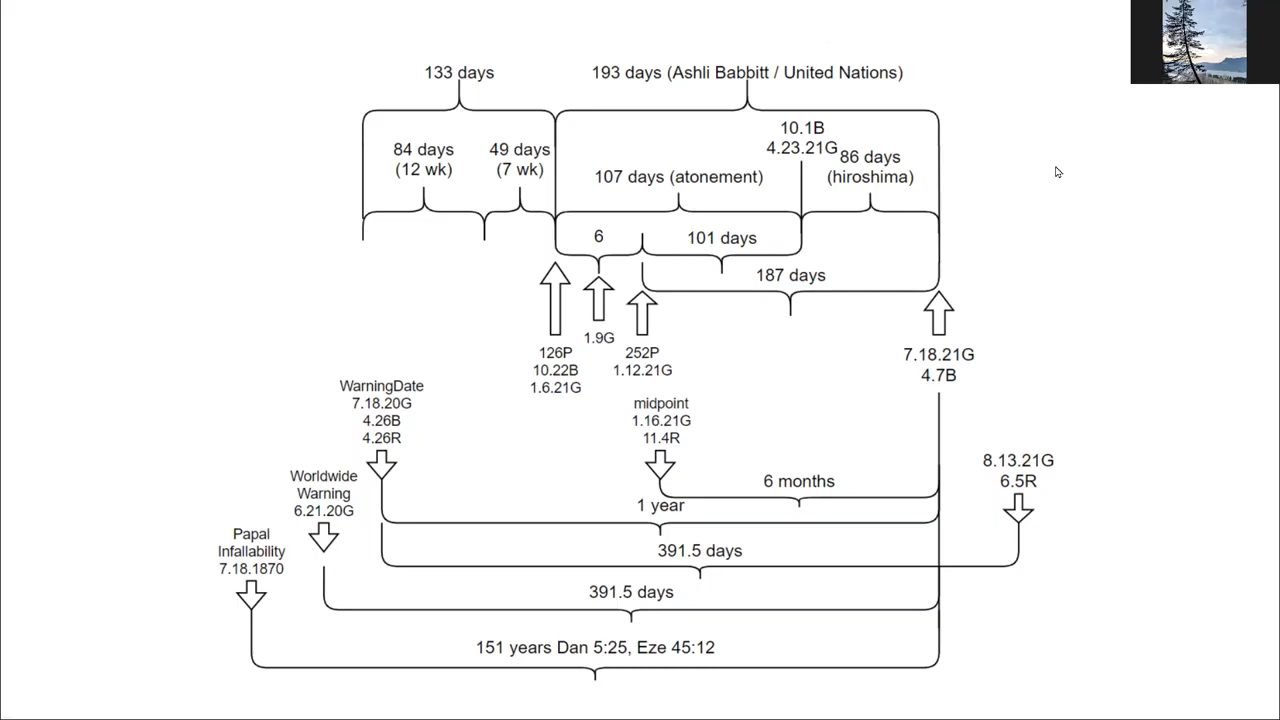 133 days
193 days (Ashli Babbitt / United Nations)
84 days
(12 wk)
49 days
(7 wk)
107 days (atonement)
10.1B
4.23.21G
86 days
(hiroshima)
6
101 days
187 days
126P
10.22B
1.6.21G
1.9G
252P
1.12.21G
7.18.21G
4.7B
WarningDate
7.18.20G
4.26B
4.26R
midpoint
1.16.21G
11.4R
6 months
8.13.21G
6.5R
Worldwide
Warning
6.21.20G
1 year
Papal
Infallability
7.18.1870
391.5 days
391.5 days
151 years Dan 5:25, Eze 45:12